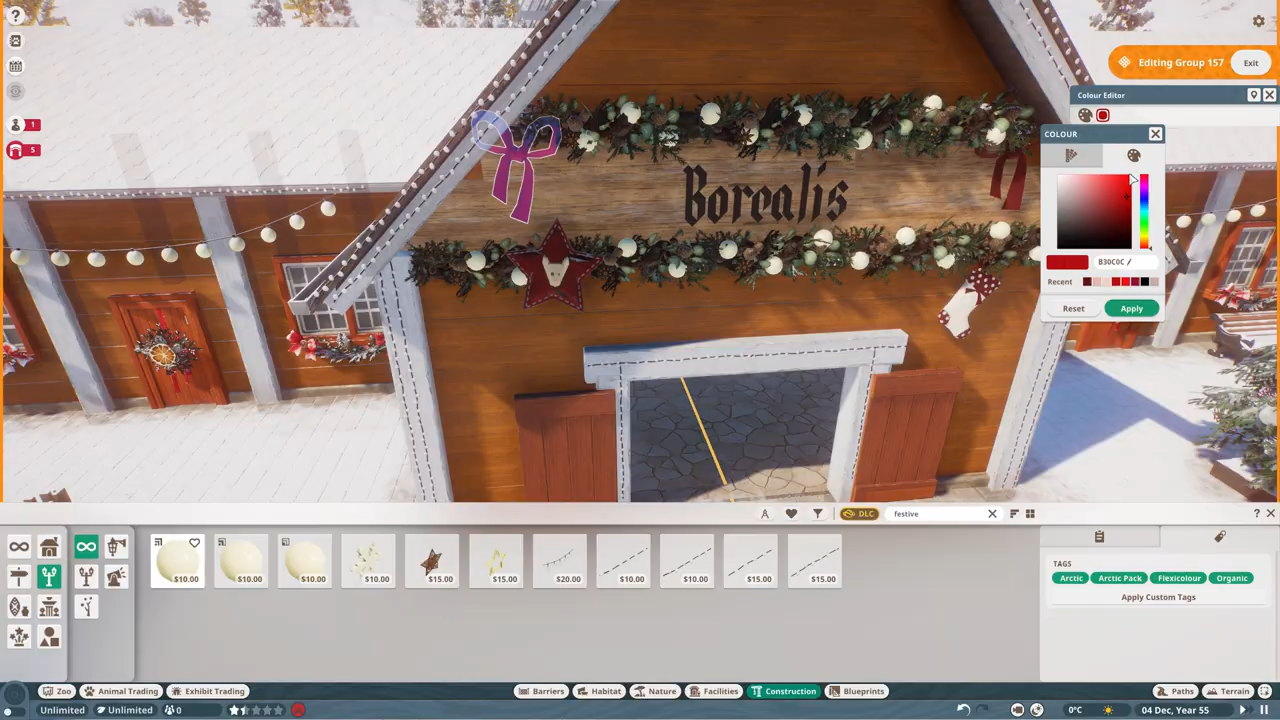 ?
Editing Group 157
Exit
Colour Editor
1
5
COLOUR
Borealis
B30C0C
Recent
Reset
Apply
DLC
festive
?
$10.00
$10.00
$10.00
$10.00
$15.00
$15.00
$20.00
$10.00
$10.00
$15.00
$15.00
TAGS
Arctic
Arctic Pack
Flexicolour
Organic
Apply Custom Tags
Zoo
Animal Trading
Exhibit Trading
Barriers
Habitat
Nature
Facilities
Construction
Blueprints
Paths
Terrain
Unlimited
Unlimited
0
0°C
04 Dec, Year 55